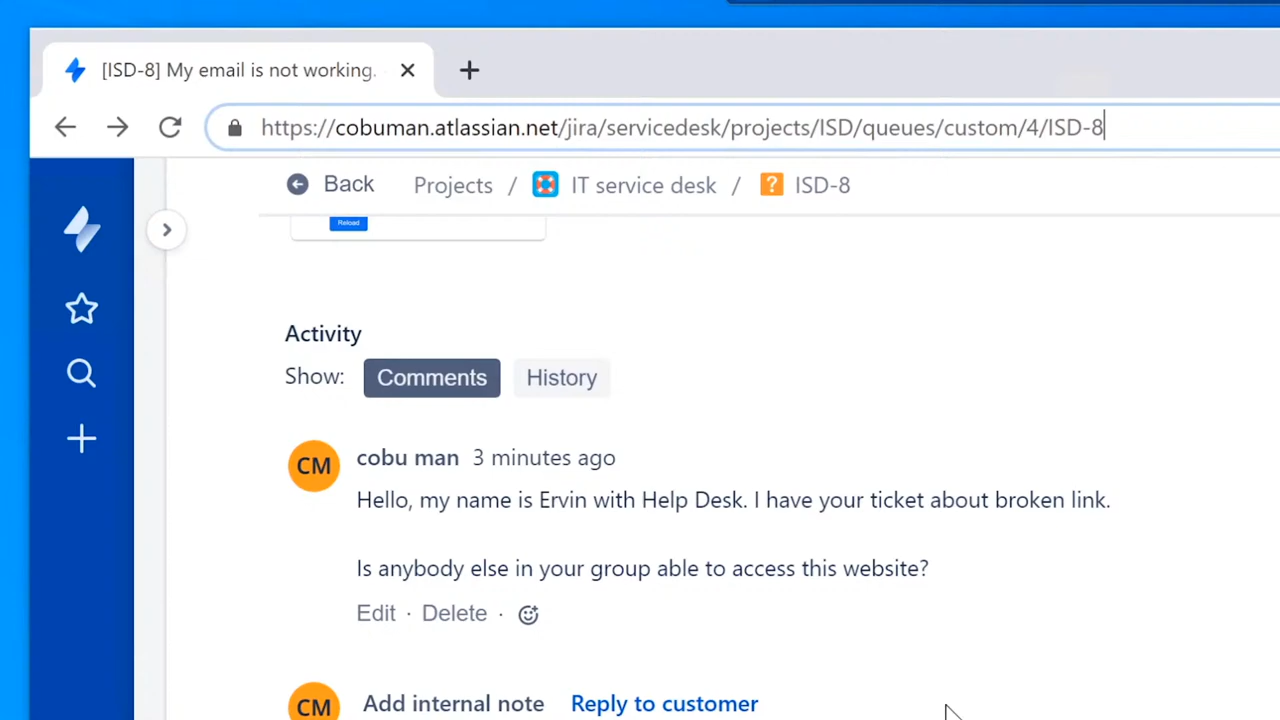 [ISD-8] My email is not working.
https://cobuman.atlassian.net/jira/servicedesk/projects/ISD/queues/custom/4/ISD-8
Back Projects / IT service desk / ISD-8
Reload
Activity
Show: Comments History
CM cobu man 3 minutes ago
Hello, my name is Ervin with Help Desk. I have your ticket about broken link.
Is anybody else in your group able to access this website?
Edit · Delete ·
CM Add internal note Reply to customer